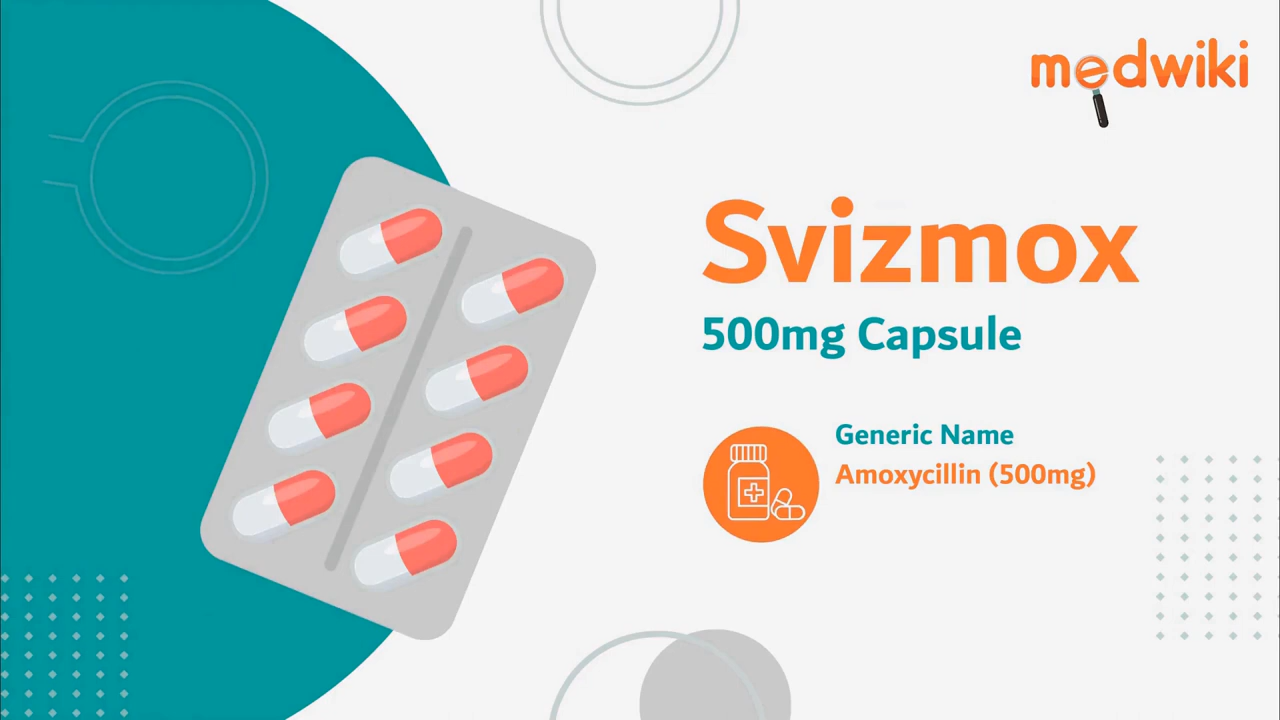 medwiki
Svizmox
500mg Capsule
Generic Name
Amoxycillin (500mg)